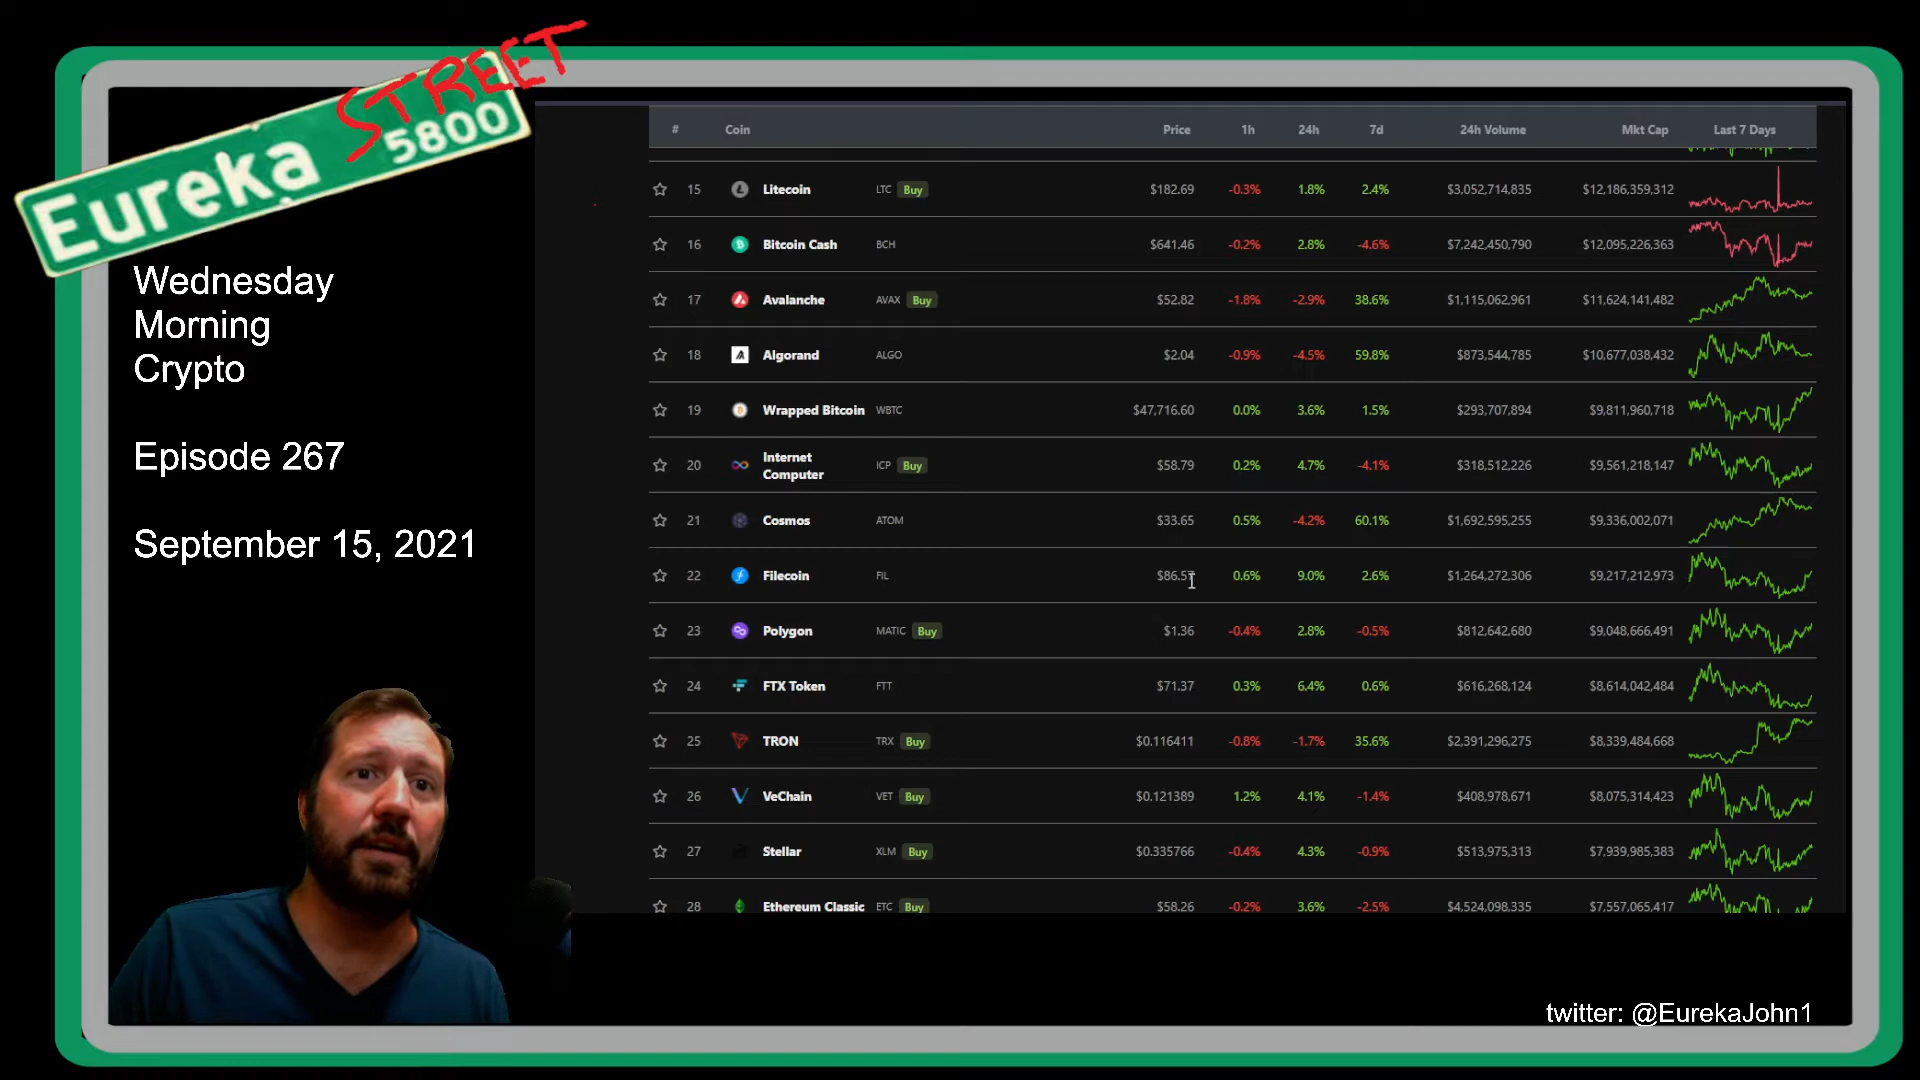 Eureka STREET
5800
Wednesday
Morning
Crypto
Episode 267
September 15, 2021
# Coin Price 1h 24h 7d 24h Volume Mkt Cap Last 7 Days
15 Litecoin LTC Buy $182.69 -0.3% 1.8% 2.4% $3,052,714,835 $12,186,359,312
16 Bitcoin Cash BCH $641.46 -0.2% 2.8% -4.6% $7,242,450,790 $12,095,226,363
17 Avalanche AVAX Buy $52.82 -1.8% -2.9% 38.6% $1,115,062,961 $11,624,141,482
18 Algorand ALGO $2.04 -0.9% -4.5% 59.8% $873,544,785 $10,677,038,432
19 Wrapped Bitcoin WBTC $47,716.60 0.0% 3.6% 1.5% $293,707,894 $9,811,960,718
20 Internet Computer ICP Buy $58.79 0.2% 4.7% -4.1% $318,512,226 $9,561,218,147
21 Cosmos ATOM $33.65 0.5% -4.2% 60.1% $1,692,595,255 $9,336,002,071
22 Filecoin FIL $86.57 0.6% 9.0% 2.6% $1,264,272,306 $9,217,212,973
23 Polygon MATIC Buy $1.36 -0.4% 2.8% -0.5% $812,642,680 $9,048,666,491
24 FTX Token FTT $71.37 0.3% 6.4% 0.6% $616,268,124 $8,614,042,484
25 TRON TRX Buy $0.116411 -0.8% -1.7% 35.6% $2,391,296,275 $8,339,484,668
26 VeChain VET Buy $0.121389 1.2% 4.1% -1.4% $408,978,671 $8,075,314,423
27 Stellar XLM Buy $0.335766 -0.4% 4.3% -0.9% $513,975,313 $7,939,985,383
28 Ethereum Classic ETC Buy $58.26 -0.2% 3.6% -2.5% $4,524,098,335 $7,557,065,417
twitter: @EurekaJohn1